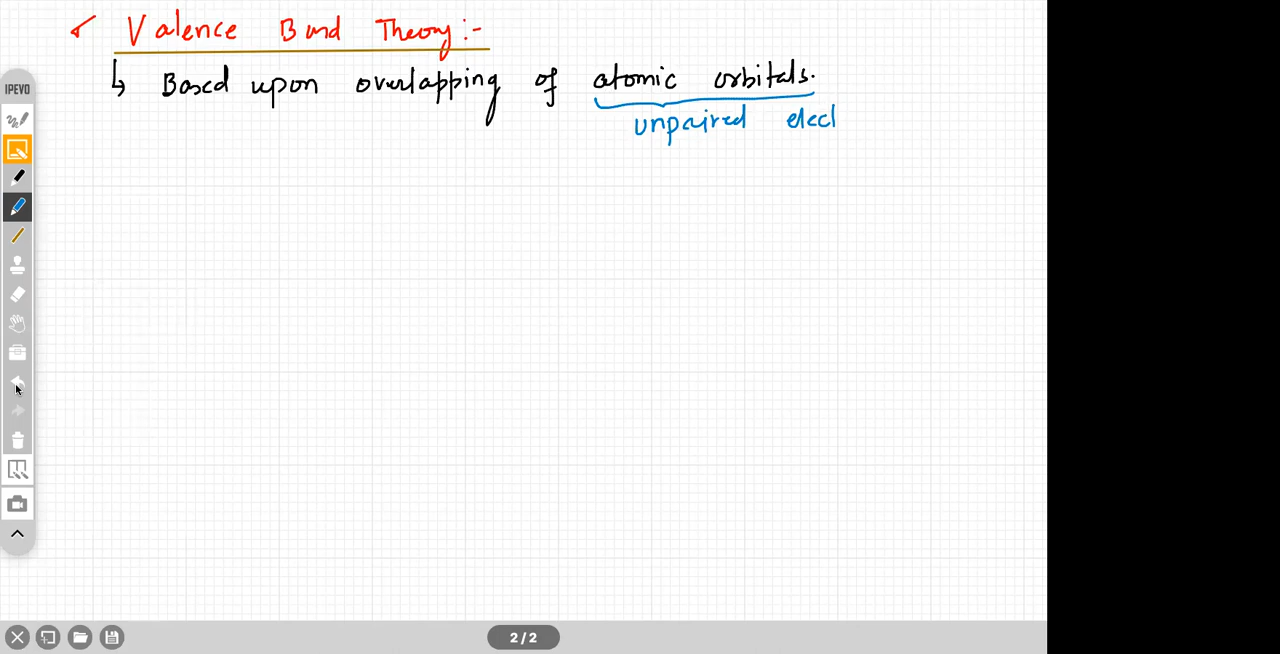 Valence Bond Theory:-
↳ Based upon overlapping of atomic orbitals.
unpaired elecl
IPEVO
2/2